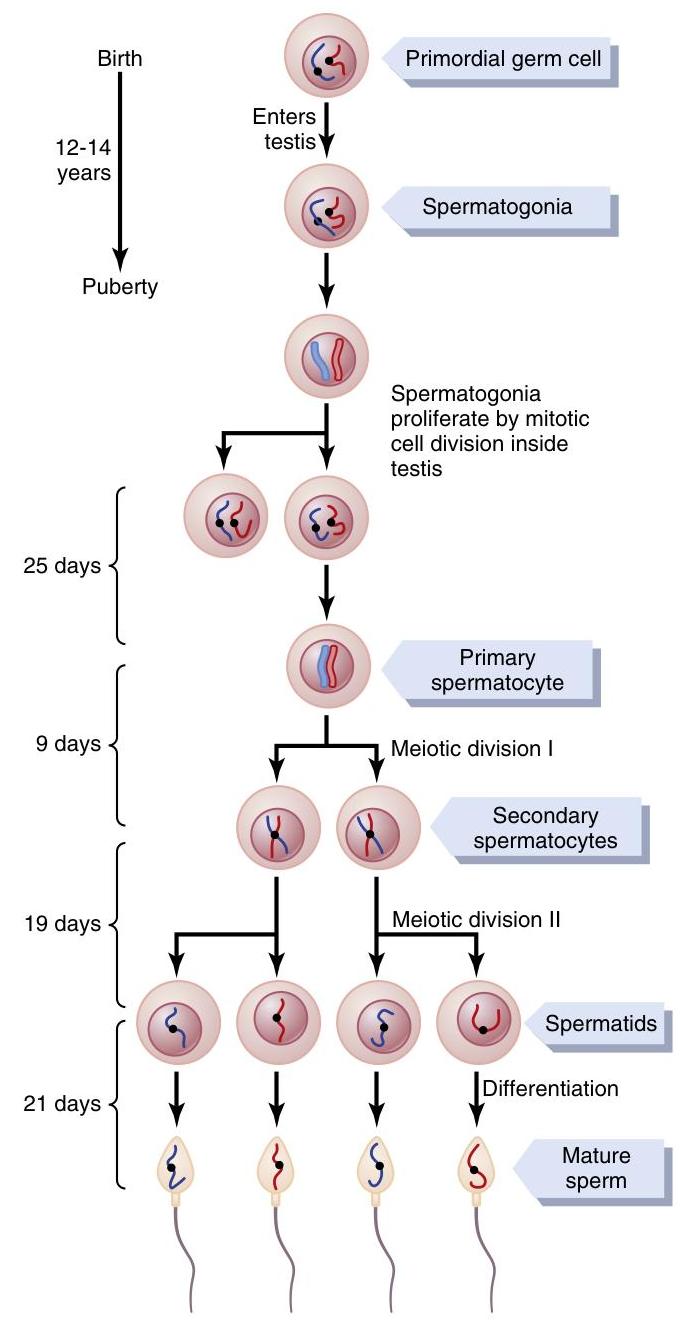 Birth
Primordial germ cell
Enters
testis
12-14
years
Spermatogonia
Puberty
Spermatogonia
proliferate by mitotic
cell division inside
testis
25 days
Primary
spermatocyte
9 days
Meiotic division I
Secondary
spermatocytes
19 days
Meiotic division II
Spermatids
21 days
Differentiation
Mature
sperm